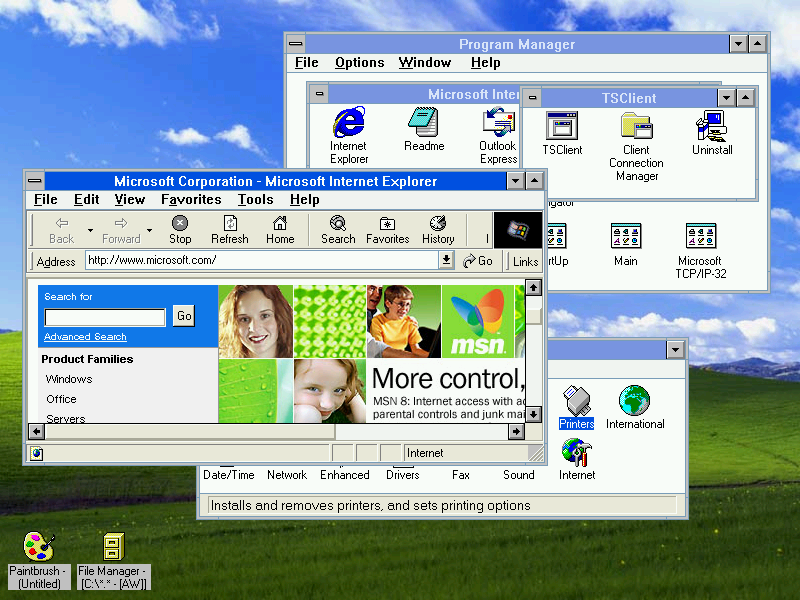 Program Manager
File Options Window Help
Microsoft Inter
TSClient
Internet
Explorer
Readme
Outlook
Express
TSClient
Client
Connection
Manager
Uninstall
Microsoft Corporation - Microsoft Internet Explorer
File Edit View Favorites Tools Help
Back
Forward
Stop
Refresh
Home
Search
Favorites
History
Address
http://www.microsoft.com/
Go
Links
igator
rtUp
Main
Microsoft
TCP/IP-32
Search for
Go
Advanced Search
Product Families
Windows
Office
Servers
msn
More control,
MSN 8: Internet access with ad
parental controls and junk mai
Internet
Printers
International
Date/Time
Network
Enhanced
Drivers
Fax
Sound
Internet
Installs and removes printers, and sets printing options
Paintbrush -
(Untitled)
File Manager -
[C:\*.* - [AW]]